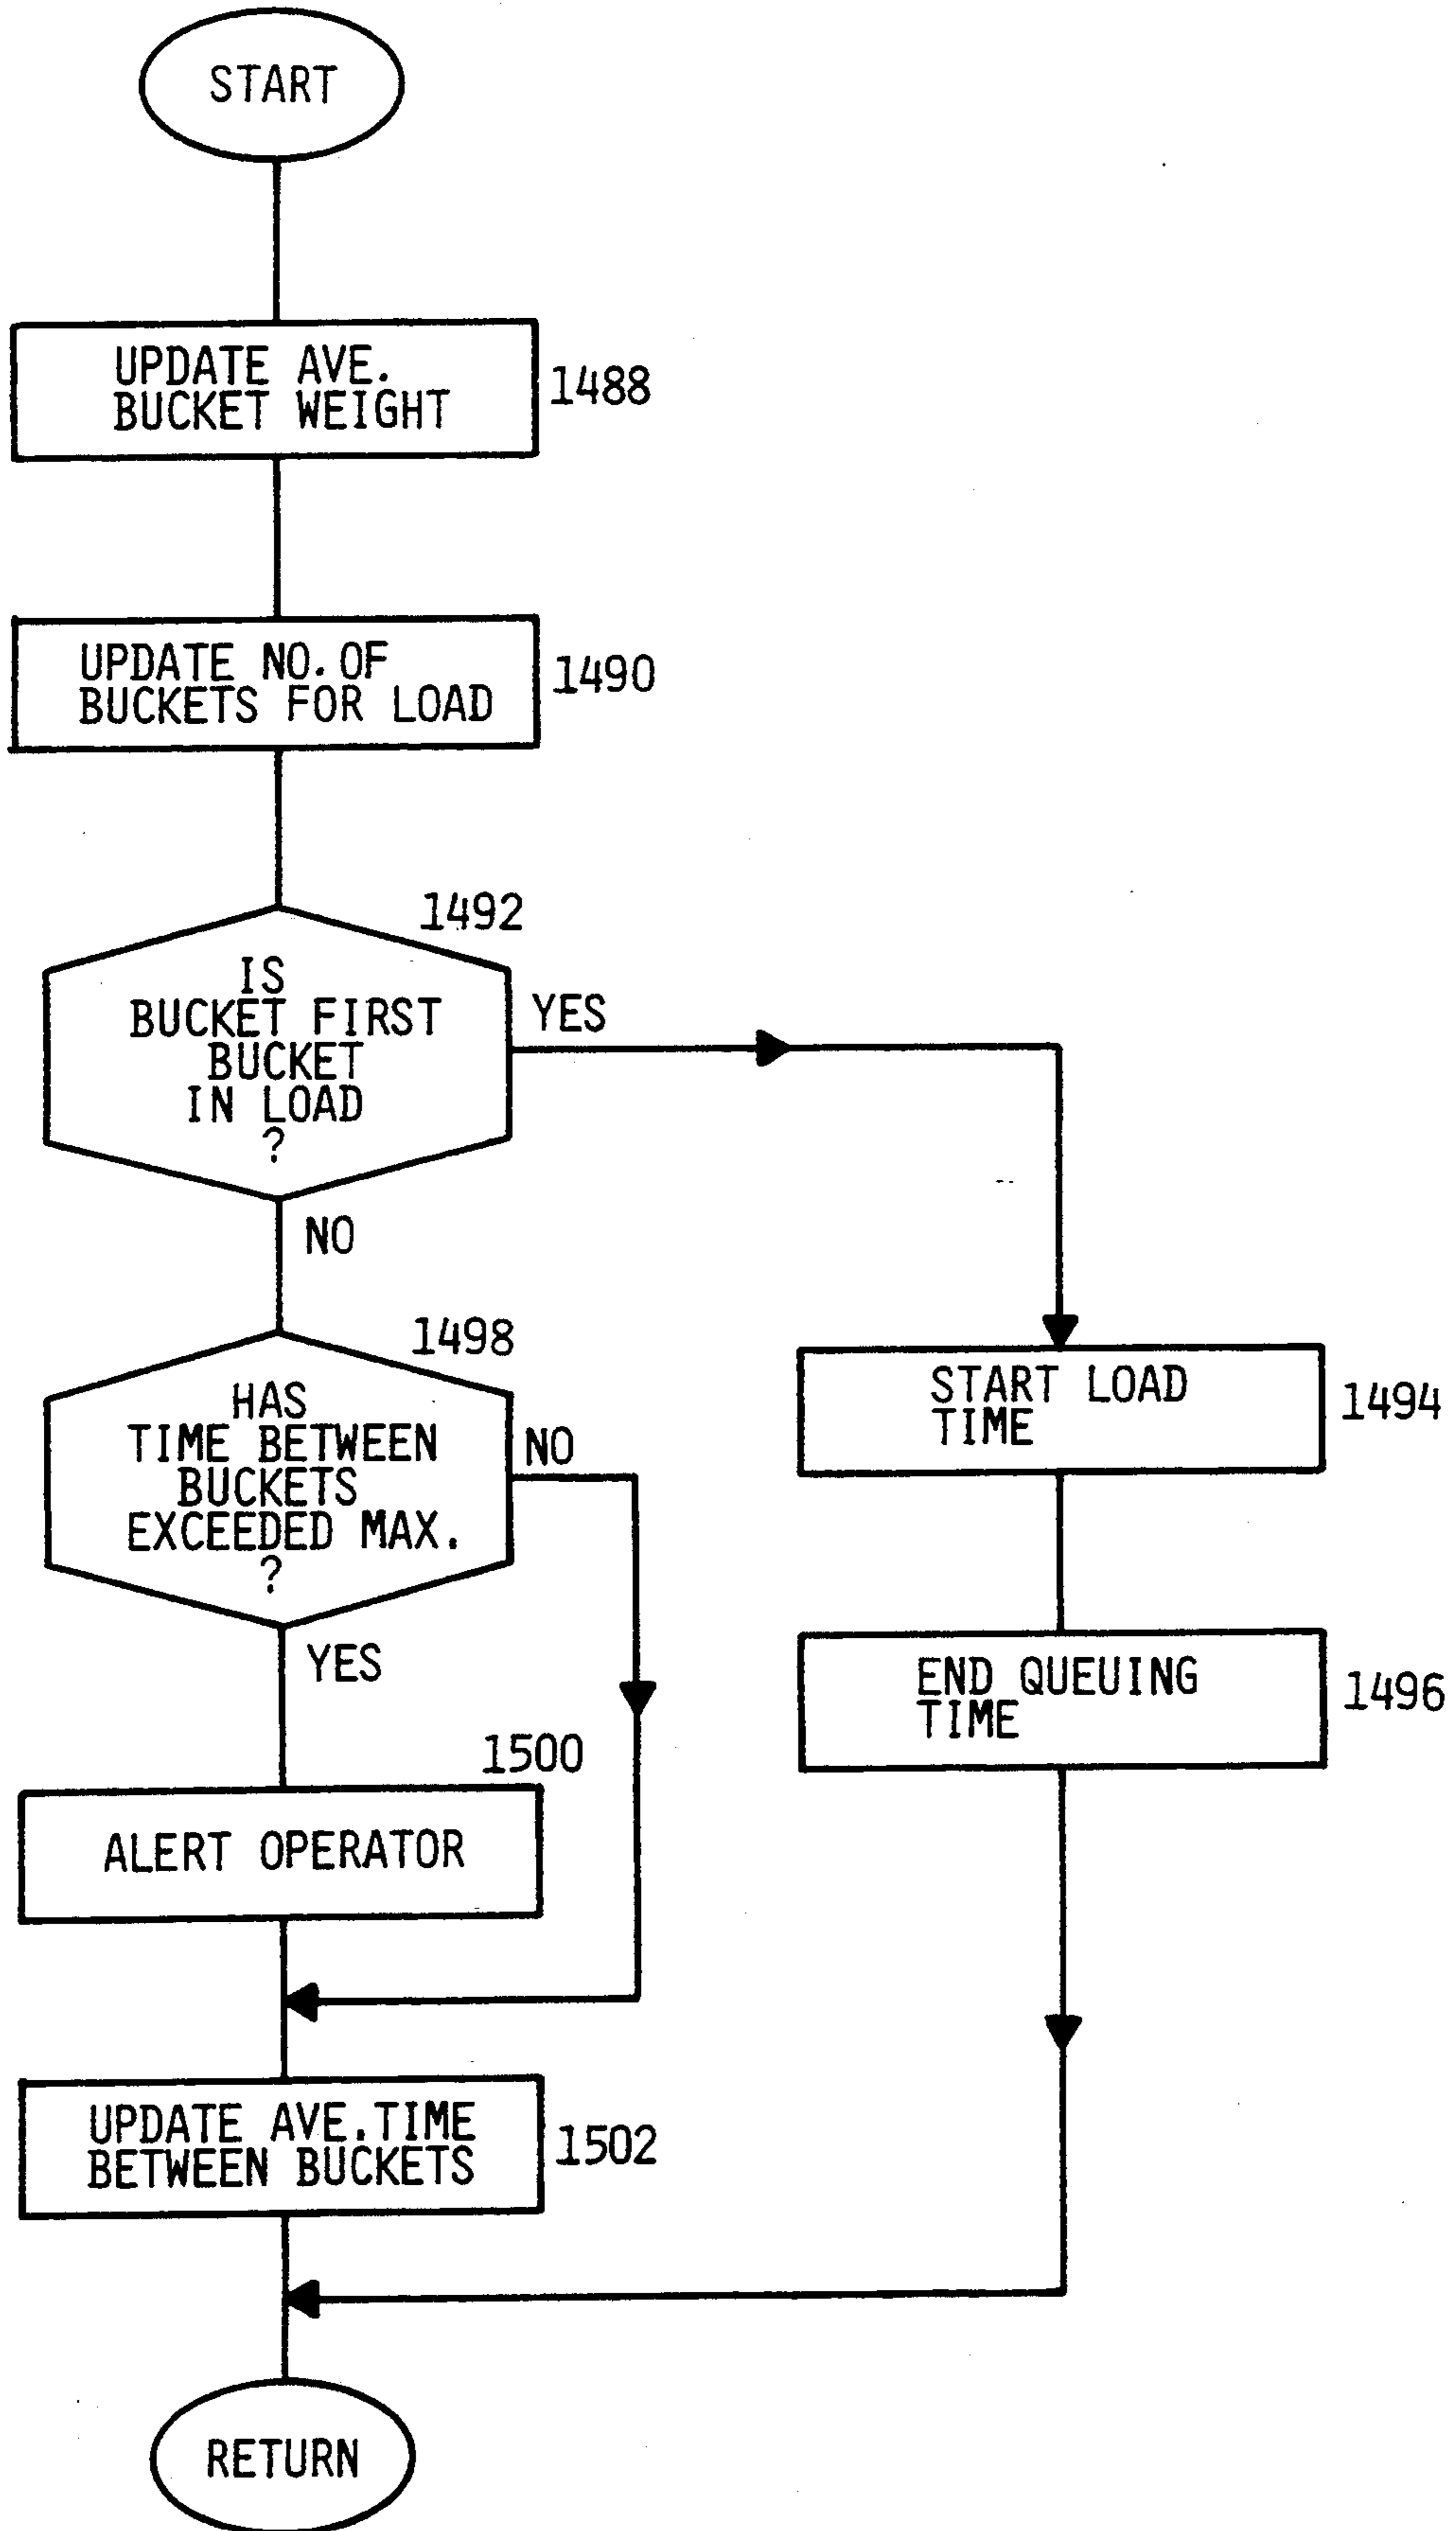 START
UPDATE AVE.
BUCKET WEIGHT
1488
UPDATE NO.OF
BUCKETS FOR LOAD
1490
1492
IS
BUCKET FIRST
BUCKET
IN LOAD
?
YES
NO
1498
HAS
TIME BETWEEN
BUCKETS
EXCEEDED MAX.
?
NO
YES
START LOAD
TIME
1494
END QUEUING
TIME
1496
1500
ALERT OPERATOR
UPDATE AVE.TIME
BETWEEN BUCKETS
1502
RETURN